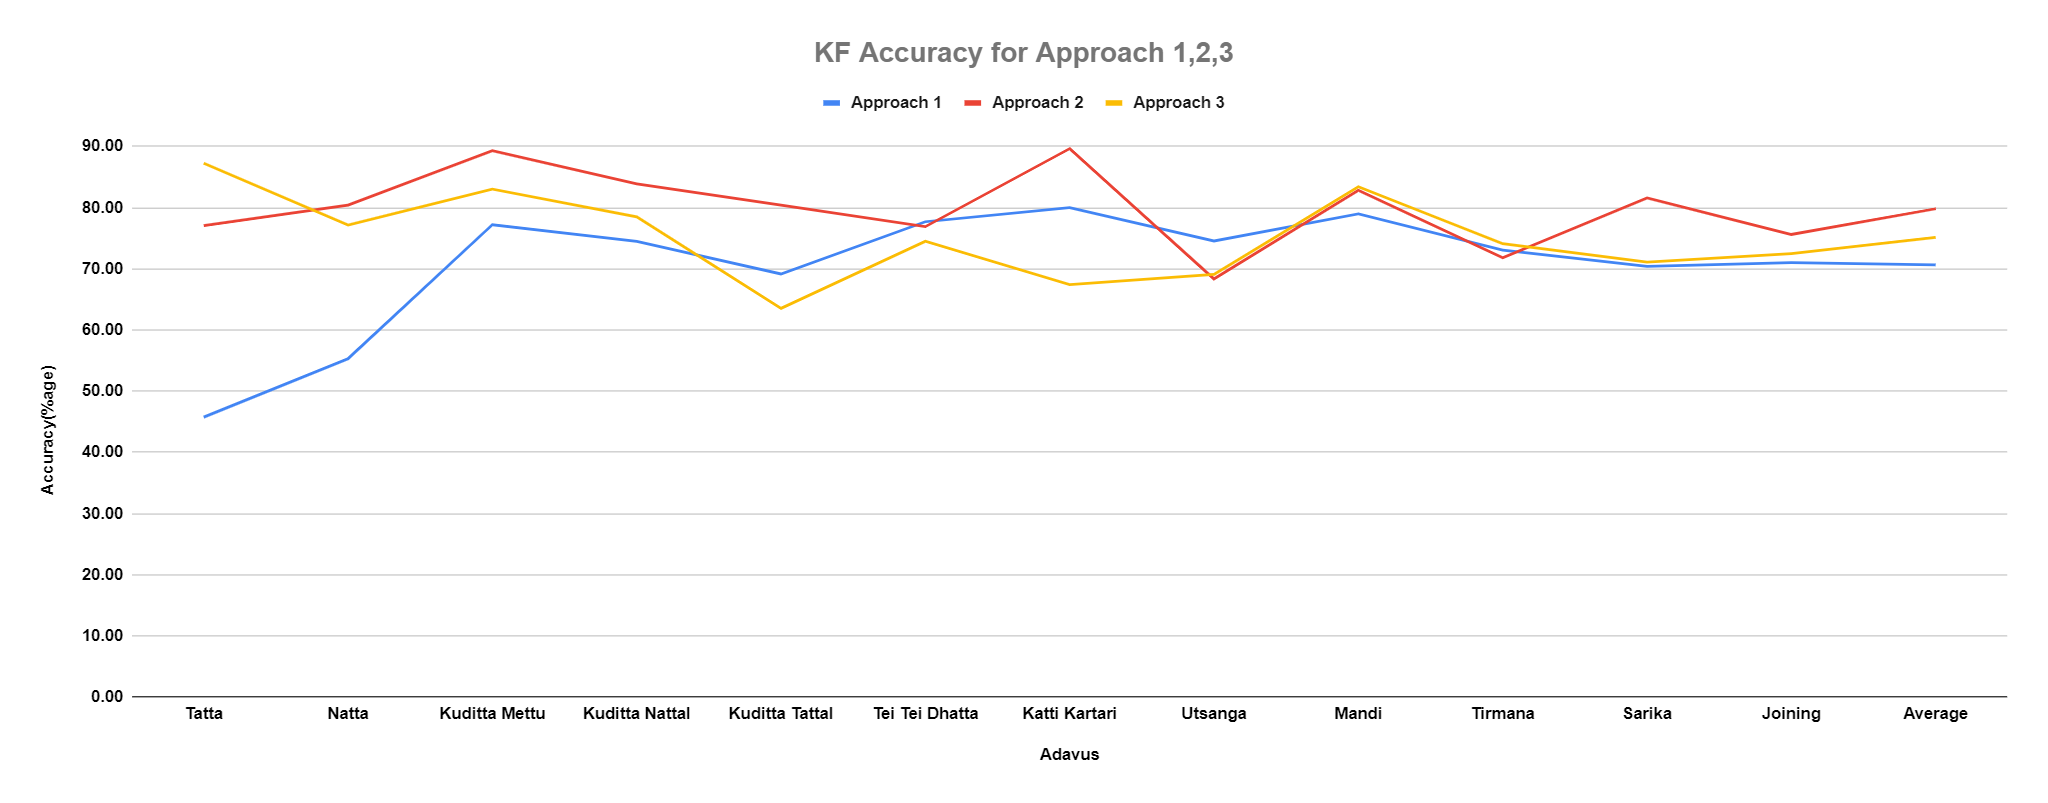 KF Accuracy for Approach 1,2,3
Approach 1 Approach 2 Approach 3
90.00
80.00
70.00
60.00
50.00
40.00
30.00
20.00
10.00
0.00
Accuracy(%age)
Tatta Natta Kuditta Mettu Kuditta Nattal Kuditta Tattal Tei Tei Dhatta Katti Kartari Utsanga Mandi Tirmana Sarika Joining Average
Adavus